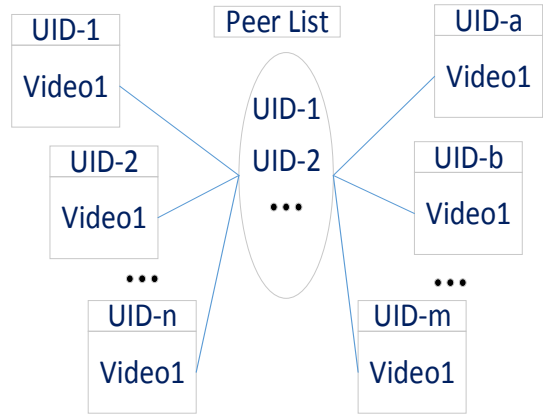 UID-1
Video1
UID-2
Video1
...
UID-n
Video1
Peer List
UID-1
UID-2
...
UID-a
Video1
UID-b
Video1
...
UID-m
Video1